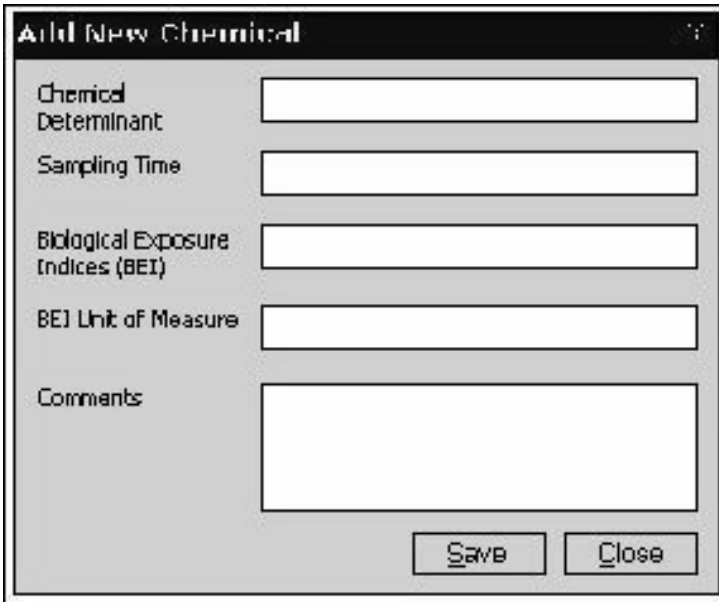 Add New Chemical
Chemical
Determinant
Sampling Time
Biological Exposure
Indices (BEI)
BEI Unit of Measure
Comments
Save
Close